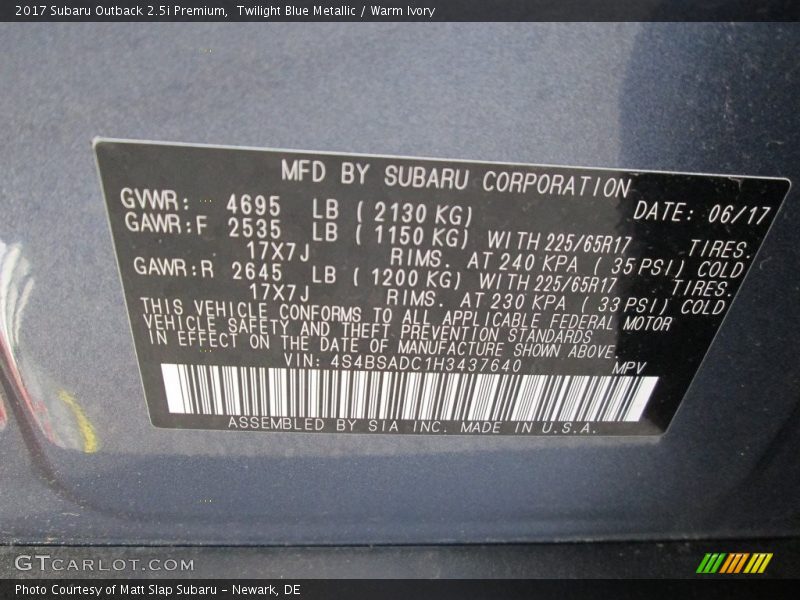 2017 Subaru Outback 2.5i Premium,  Twilight Blue Metallic / Warm Ivory
MFD BY SUBARU CORPORATION
GVWR: 4695 LB ( 2130 KG) DATE: 06/17
GAWR:F 2535 LB ( 1150 KG) WITH 225/65R17 TIRES.
17X7J RIMS. AT 240 KPA ( 35 PSI) COLD
GAWR:R 2645 LB ( 1200 KG) WITH 225/65R17 TIRES.
17X7J RIMS. AT 230 KPA ( 33 PSI) COLD
THIS VEHICLE CONFORMS TO ALL APPLICABLE FEDERAL MOTOR
VEHICLE SAFETY AND THEFT PREVENTION STANDARDS
IN EFFECT ON THE DATE OF MANUFACTURE SHOWN ABOVE.
VIN: 4S4BSADC1H3437640 MPV
ASSEMBLED BY SIA INC. MADE IN U.S.A.
GTCARLOT.COM
Photo Courtesy of Matt Slap Subaru - Newark, DE